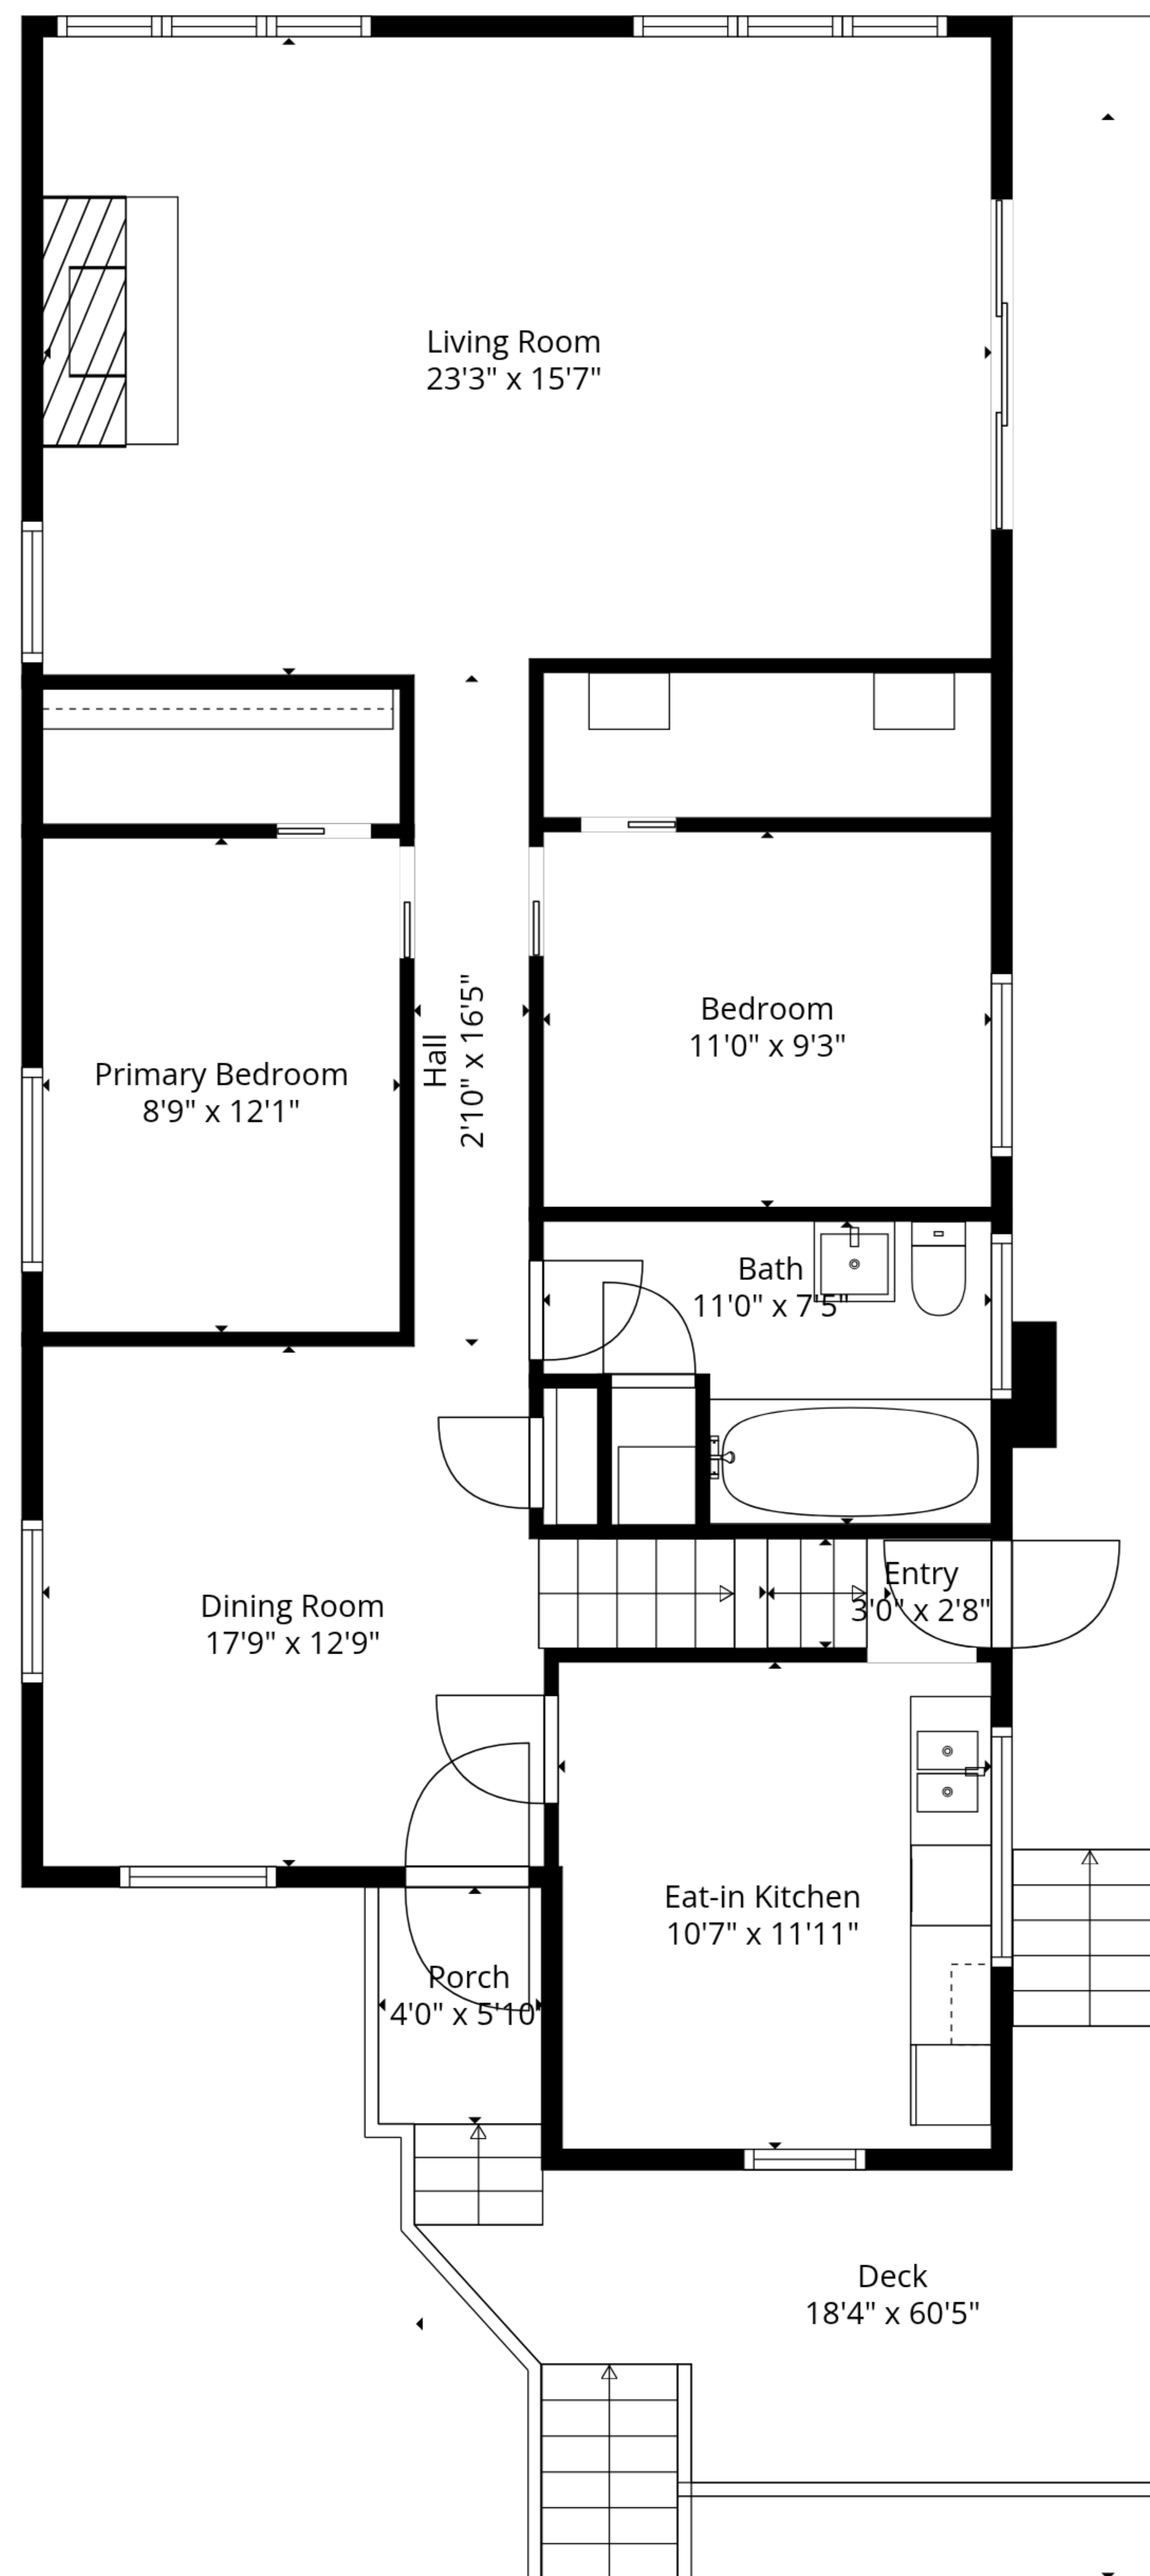 Living Room
23'3" x 15'7"
Hall
2'10" x 16'5"
Bedroom
11'0" x 9'3"
Primary Bedroom
8'9" x 12'1"
Bath
11'0" x 7'5"
Entry
3'0" x 2'8"
Dining Room
17'9" x 12'9"
Eat-in Kitchen
10'7" x 11'11"
Porch
4'0" x 5'10"
Deck
18'4" x 60'5"